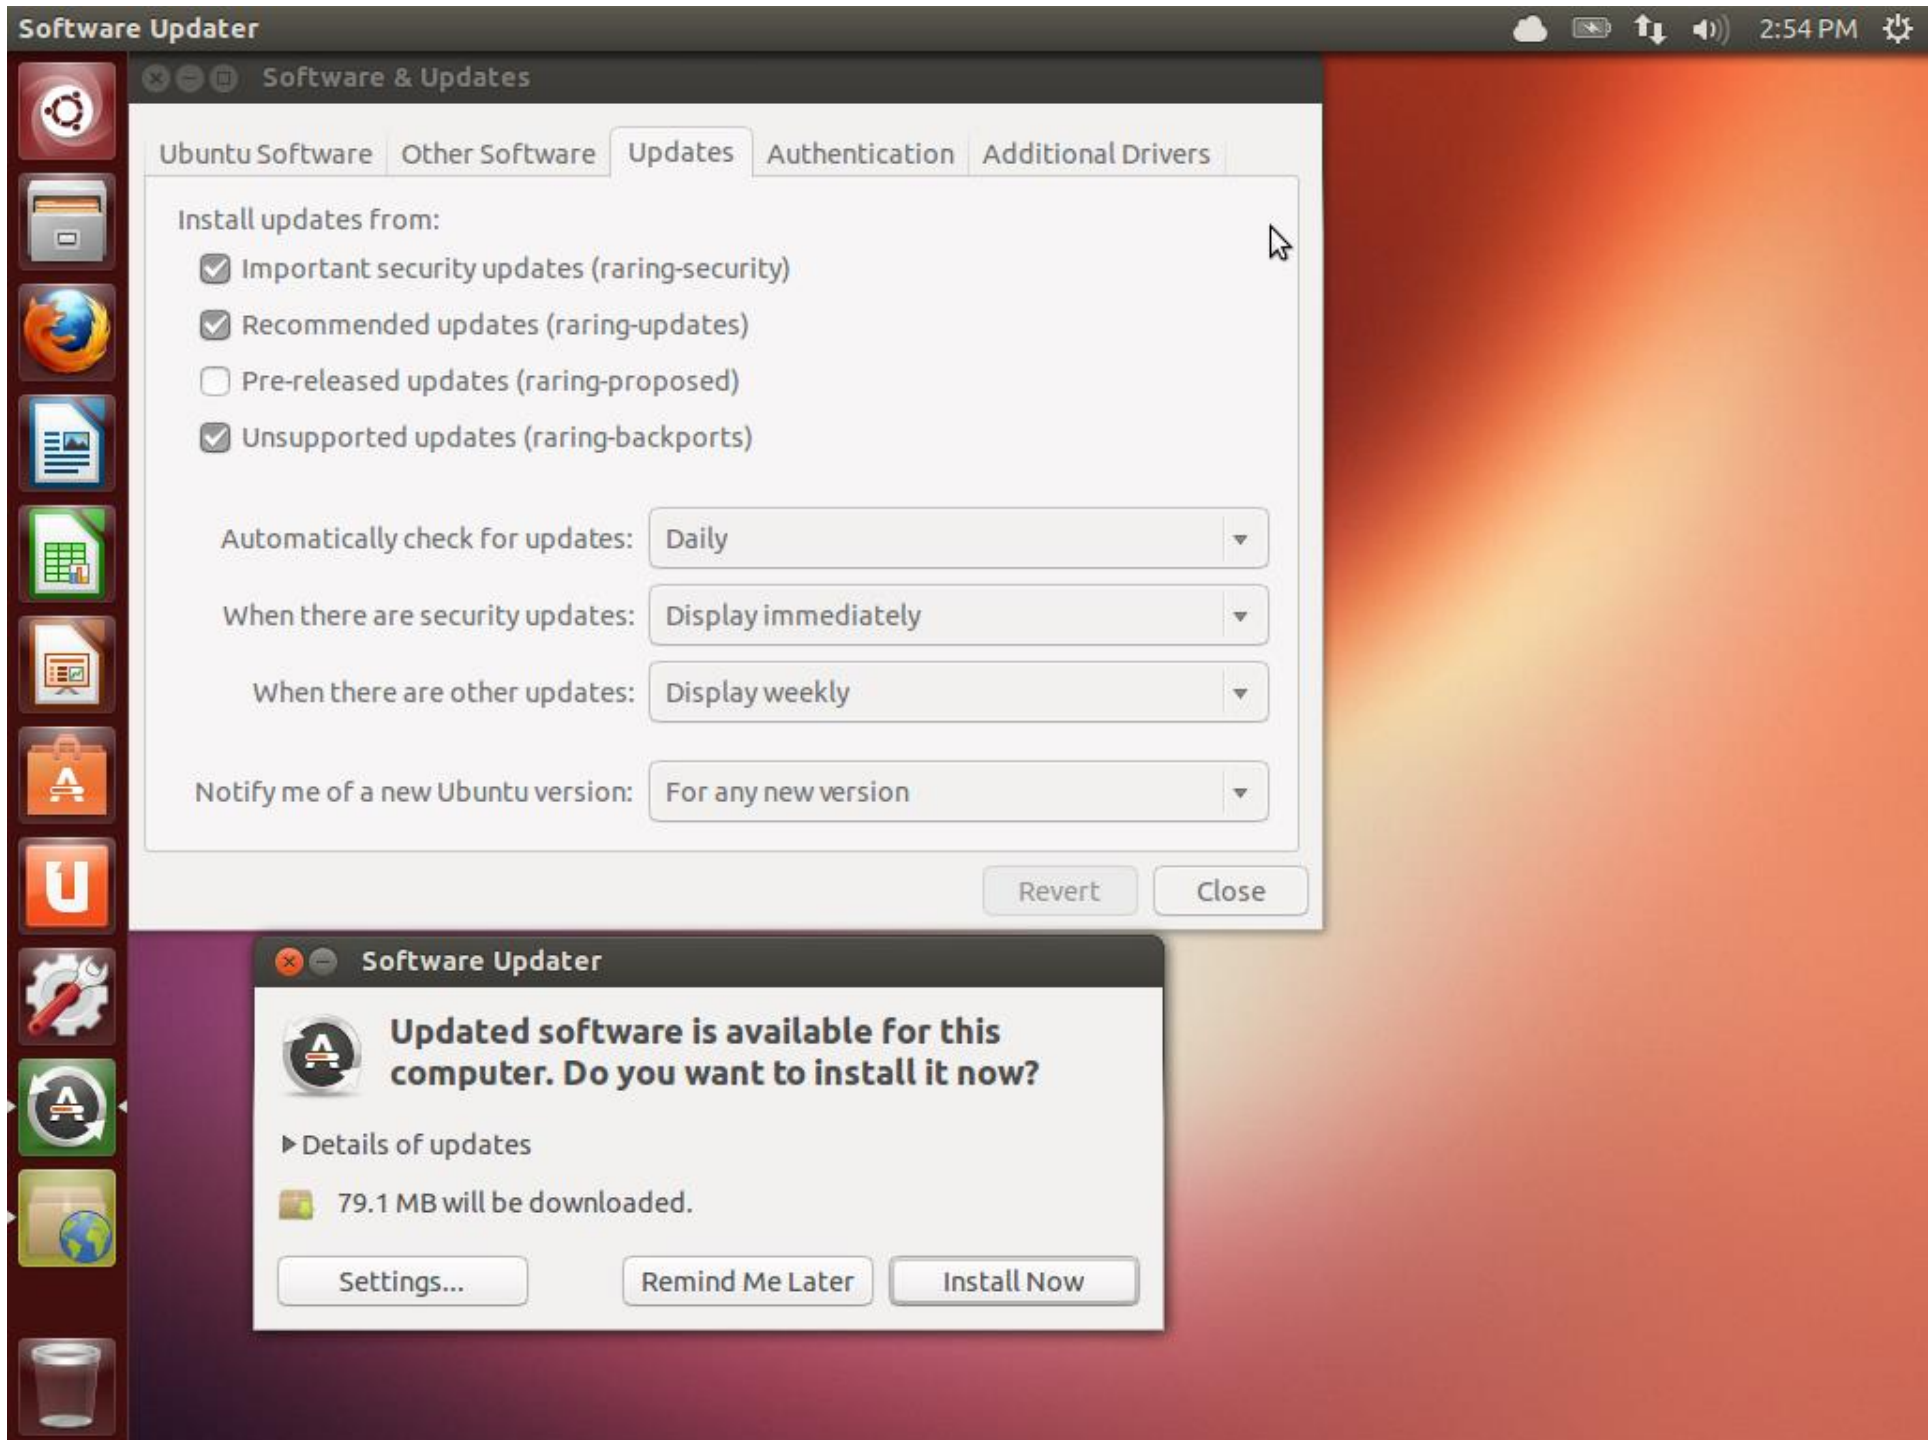 Software Updater
2:54 PM
Software & Updates
Ubuntu Software
Other Software
Updates
Authentication
Additional Drivers
Install updates from:
Important security updates (raring-security)
Recommended updates (raring-updates)
Pre-released updates (raring-proposed)
Unsupported updates (raring-backports)
Automatically check for updates: Daily
When there are security updates: Display immediately
When there are other updates: Display weekly
Notify me of a new Ubuntu version: For any new version
Revert
Close
Software Updater
Updated software is available for this
computer. Do you want to install it now?
Details of updates
79.1 MB will be downloaded.
Settings...
Remind Me Later
Install Now